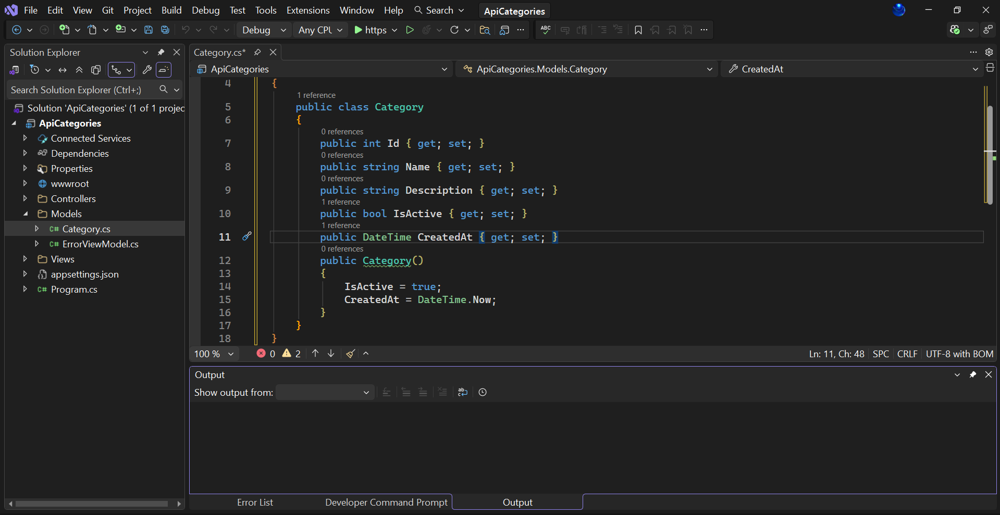 File Edit View Git Project Build Debug Test Tools Extensions Window Help Search ApiCategories
Debug Any CPU https
Solution Explorer
Search Solution Explorer (Ctrl+;)
Solution 'ApiCategories' (1 of 1 projec
ApiCategories
Connected Services
Dependencies
Properties
wwwroot
Controllers
Models
C# Category.cs
C# ErrorViewModel.cs
Views
appsettings.json
C# Program.cs
Category.cs*
ApiCategories ApiCategories.Models.Category CreatedAt
4 {
1 reference
5 public class Category
6 {
0 references
7 public int Id { get; set; }
0 references
8 public string Name { get; set; }
0 references
9 public string Description { get; set; }
1 reference
10 public bool IsActive { get; set; }
1 reference
11 public DateTime CreatedAt { get; set; }
0 references
12 public Category()
13 {
14 IsActive = true;
15 CreatedAt = DateTime.Now;
16 }
17 }
18 }
100 % 0 2 Ln: 11, Ch: 48 SPC CRLF UTF-8 with BOM
Output
Show output from:
Error List Developer Command Prompt Output